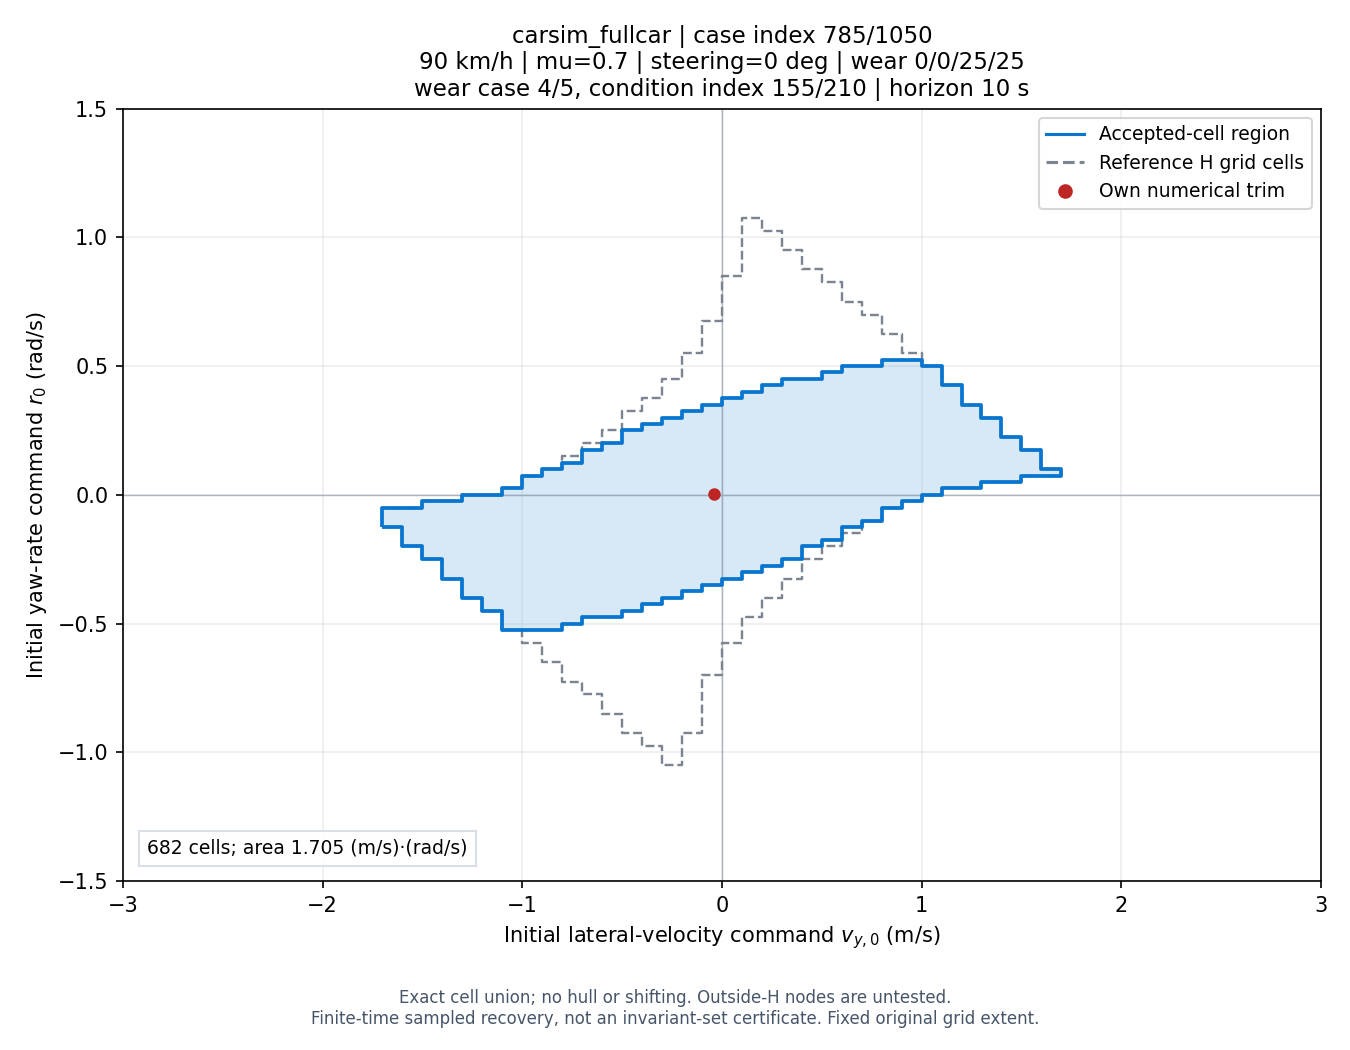 carsim_fullcar | case index 785/1050
90 km/h | mu=0.7 | steering=0 deg | wear 0/0/25/25
wear case 4/5, condition index 155/210 | horizon 10 s
Accepted-cell region
Reference H grid cells
Own numerical trim
1.5
1.0
0.5
0.0
−0.5
−1.0
−1.5
Initial yaw-rate command r₀ (rad/s)
682 cells; area 1.705 (m/s)·(rad/s)
−3
−2
−1
0
1
2
3
Initial lateral-velocity command v_{y,0} (m/s)
Exact cell union; no hull or shifting. Outside-H nodes are untested.
Finite-time sampled recovery, not an invariant-set certificate. Fixed original grid extent.